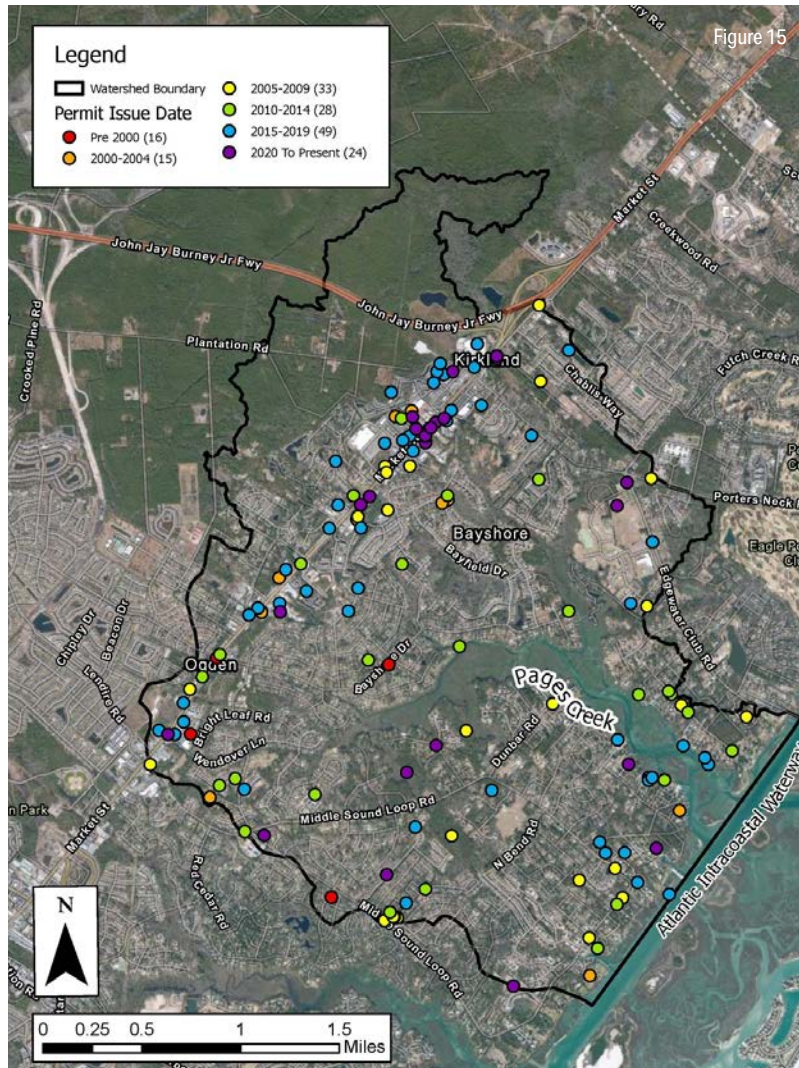 Figure 15
Legend
Watershed Boundary
Permit Issue Date
Pre 2000 (16)
2000-2004 (15)
2005-2009 (33)
2010-2014 (28)
2015-2019 (49)
2020 To Present (24)
Market St
Creekwood Rd
John Jay Burney Jr Fwy
John Jay Burney Jr Fwy
Crooked Pine Rd
Plantation Rd
Kirkland
Chablis Way
Futch Creek R
Porters Neck
Eagle Po
Clu
Bayshore
Bayfield Dr
Edgewater Club Rd
Chipley Dr
Beacon Dr
Lendire Rd
Ogden
Bayshore Dr
Pages Creek
Bright Leaf Rd
Wendover Ln
Dunbar Rd
Middle Sound Loop Rd
n Park
Market St
N Bend Rd
Red Cedar Rd
Atlantic Intracoastal Waterway
Sound Loop Rd
N
0 0.25 0.5 1 1.5
Miles